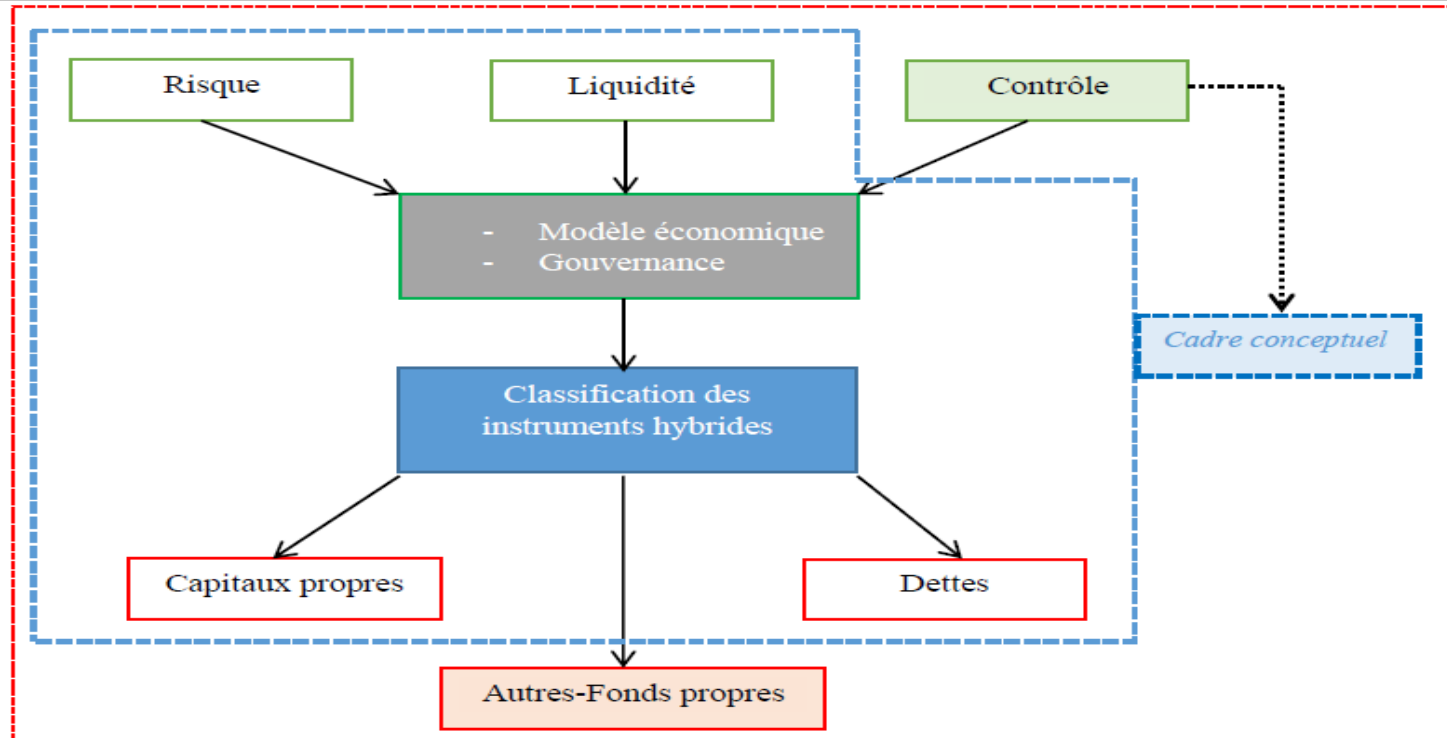 Risque
Liquidité
Contrôle
- Modèle économique
- Gouvernance
Cadre conceptuel
Classification des
instruments hybrides
Capitaux propres
Dettes
Autres-Fonds propres